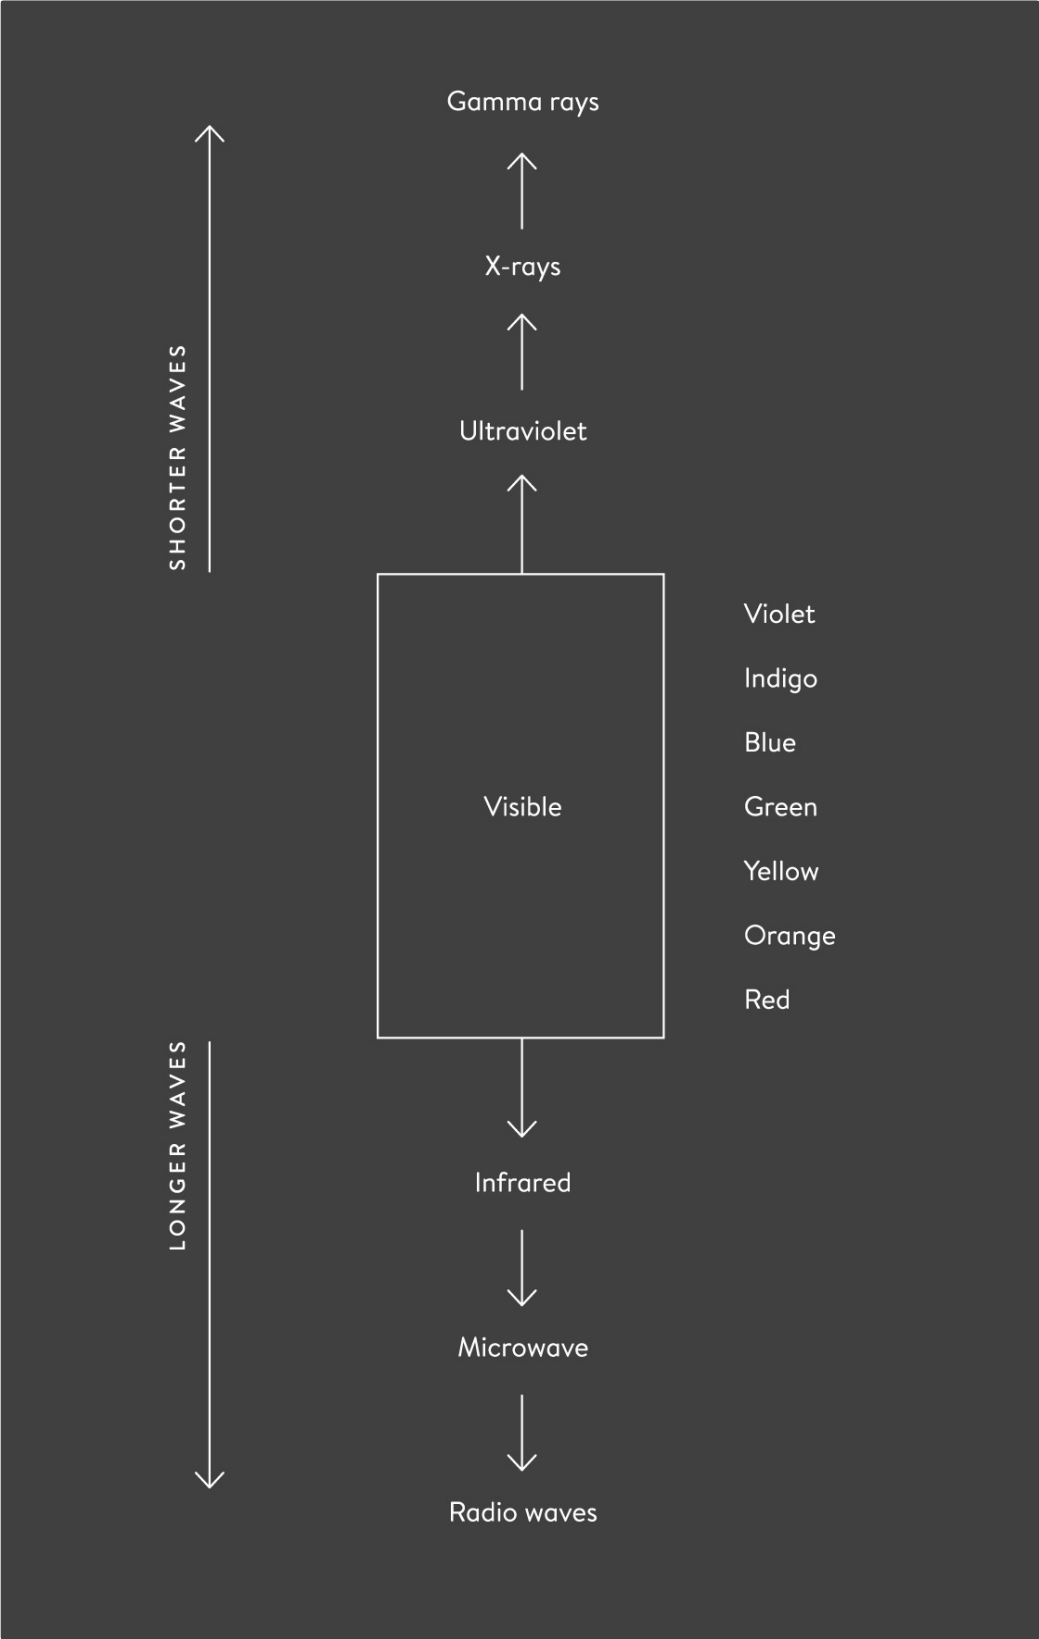 Gamma rays
X-rays
Ultraviolet
SHORTER WAVES
Visible
Violet
Indigo
Blue
Green
Yellow
Orange
Red
LONGER WAVES
Infrared
Microwave
Radio waves